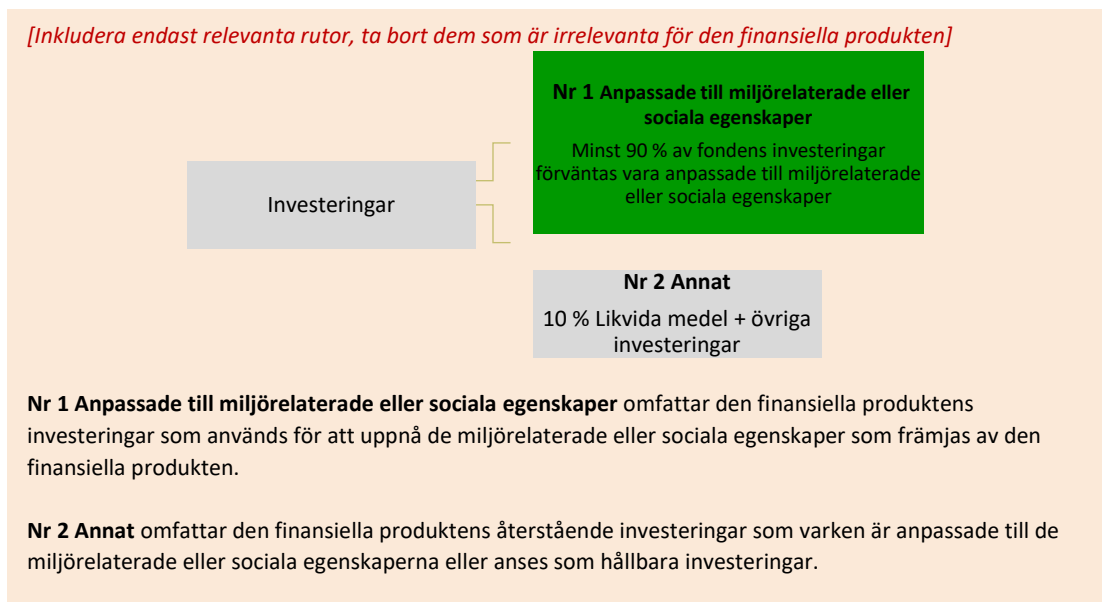 [Inkludera endast relevanta rutor, ta bort dem som är irrelevanta för den finansiella produkten]
Nr 1 Anpassade till miljörelaterade eller
sociala egenskaper
Minst 90 % av fondens investeringar
förväntas vara anpassade till miljörelaterade
eller sociala egenskaper
Investeringar
Nr 2 Annat
10 % Likvida medel + övriga
investeringar
Nr 1 Anpassade till miljörelaterade eller sociala egenskaper omfattar den finansiella produktens
investeringar som används för att uppnå de miljörelaterade eller sociala egenskaper som främjas av den
finansiella produkten.
Nr 2 Annat omfattar den finansiella produktens återstående investeringar som varken är anpassade till de
miljörelaterade eller sociala egenskaperna eller anses som hållbara investeringar.